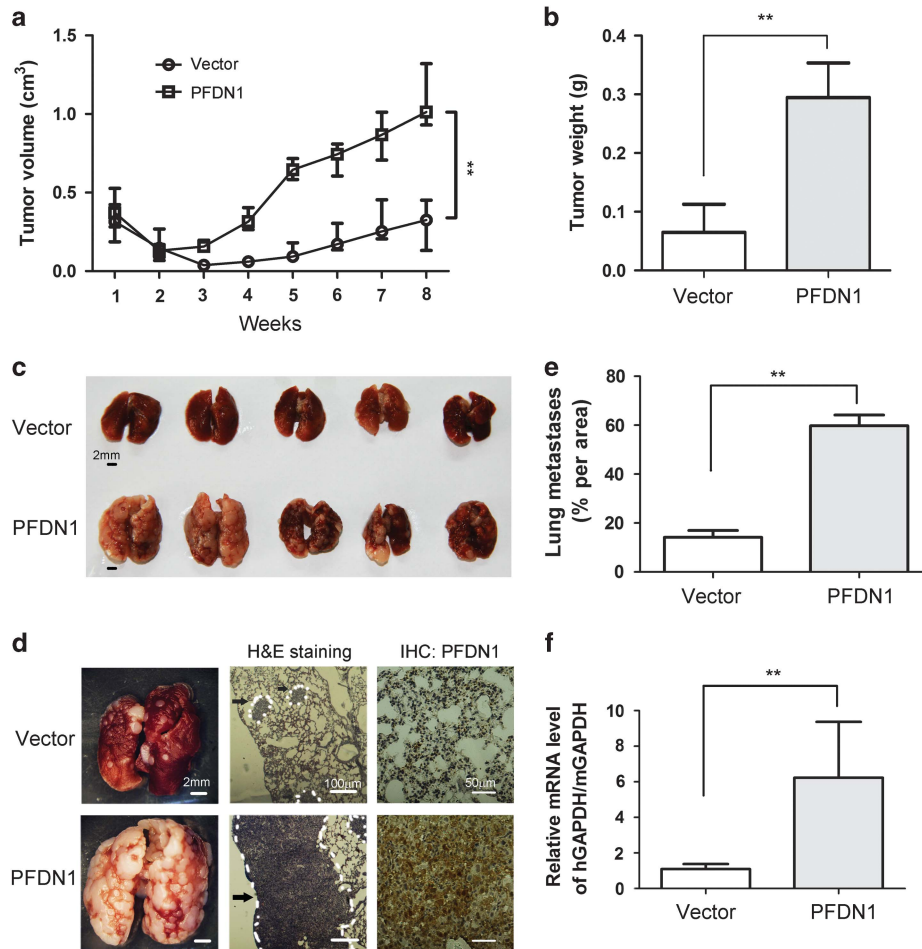 a
Tumor volume (cm³)
1.5
1.0
0.5
0.0
Vector
PFDN1
**
1 2 3 4 5 6 7 8
Weeks
b
Tumor weight (g)
0.4
0.3
0.2
0.1
0.0
**
Vector PFDN1
c
Vector
2mm
PFDN1
d
H&E staining IHC: PFDN1
Vector
2mm
100μm
50μm
PFDN1
e
Lung metastases
(% per area)
80
60
40
20
0
**
Vector PFDN1
f
Relative mRNA level
of hGAPDH/mGAPDH
10
8
6
4
2
0
**
Vector PFDN1